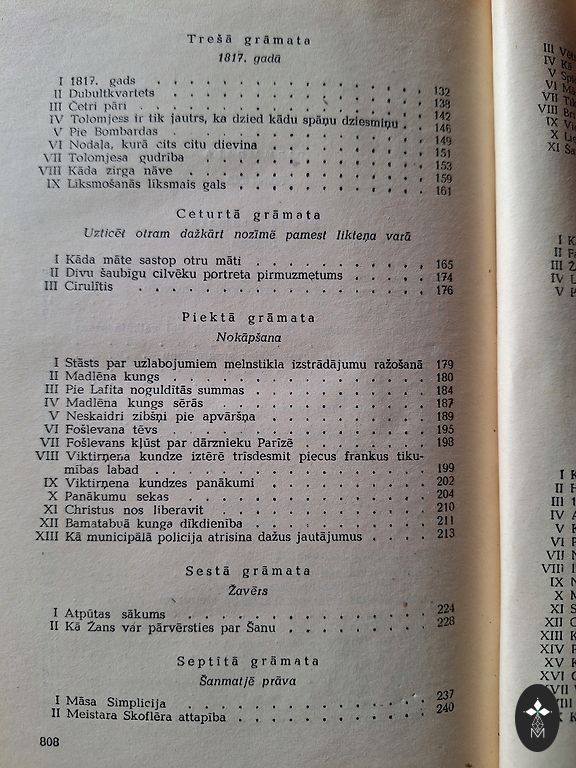 Trešā grāmata
1817. gadā
I 1817. gads . . . . . . . . . . . . . 132
II Dubultkvartets . . . . . . . . . . . . 138
III Četri pāri . . . . . . . . . . . . . 142
IV Tolomjess ir tik jautrs, ka dzied kādu spāņu dziesmiņu . 146
V Pie Bombardas . . . . . . . . . . . . 149
VI Nodaļa, kurā cits citu dievina . . . . . . . . 151
VII Tolomjesa gudrība . . . . . . . . . . . 153
VIII Kāda zirga nāve . . . . . . . . . . . 159
IX Līksmošanās līksmais gals . . . . . . . . . 161
Ceturtā grāmata
Uzticēt otram dažkārt nozīmē pamest likteņa varā
I Kāda māte sastop otru māti . . . . . . . . . 165
II Divu šaubīgu cilvēku portreta pirmuzmetums . . . . 174
III Cirulītis . . . . . . . . . . . . . . 176
Piektā grāmata
Nokāpšana
I Stāsts par uzlabojumiem melnstikla izstrādājumu ražošanā 179
II Madlēna kungs . . . . . . . . . . . . 180
III Pie Lafita noguldītās summas . . . . . . . . 184
IV Madlēna kungs sērās . . . . . . . . . . 187
V Neskaidri zibšņi pie apvāršņa . . . . . . . . 189
VI Fošlevana tēvs . . . . . . . . . . . . 195
VII Fošlevans kļūst par dārznieku Parīzē . . . . . . 198
VIII Viktirņena kundze iztērē trīsdesmit piecus frankus tiku-
mības labad . . . . . . . . . . . . . 199
IX Viktirņena kundzes panākumi . . . . . . . . 202
X Panākumu sekas . . . . . . . . . . . . 204
XI Christus nos liberavit . . . . . . . . . . 210
XII Bamatabuā kunga dīkdienība . . . . . . . . 211
XIII Kā municipālā policija atrisina dažus jautājumus . . . 213
Sestā grāmata
Žavērs
I Atpūtas sākums . . . . . . . . . . . . 224
II Kā Žans var pārvērsties par Šanu . . . . . . . 228
Septītā grāmata
Šanmatjē prāva
I Māsa Simplicija . . . . . . . . . . . . 237
II Meistara Skoflēra attapība . . . . . . . . . 240
808